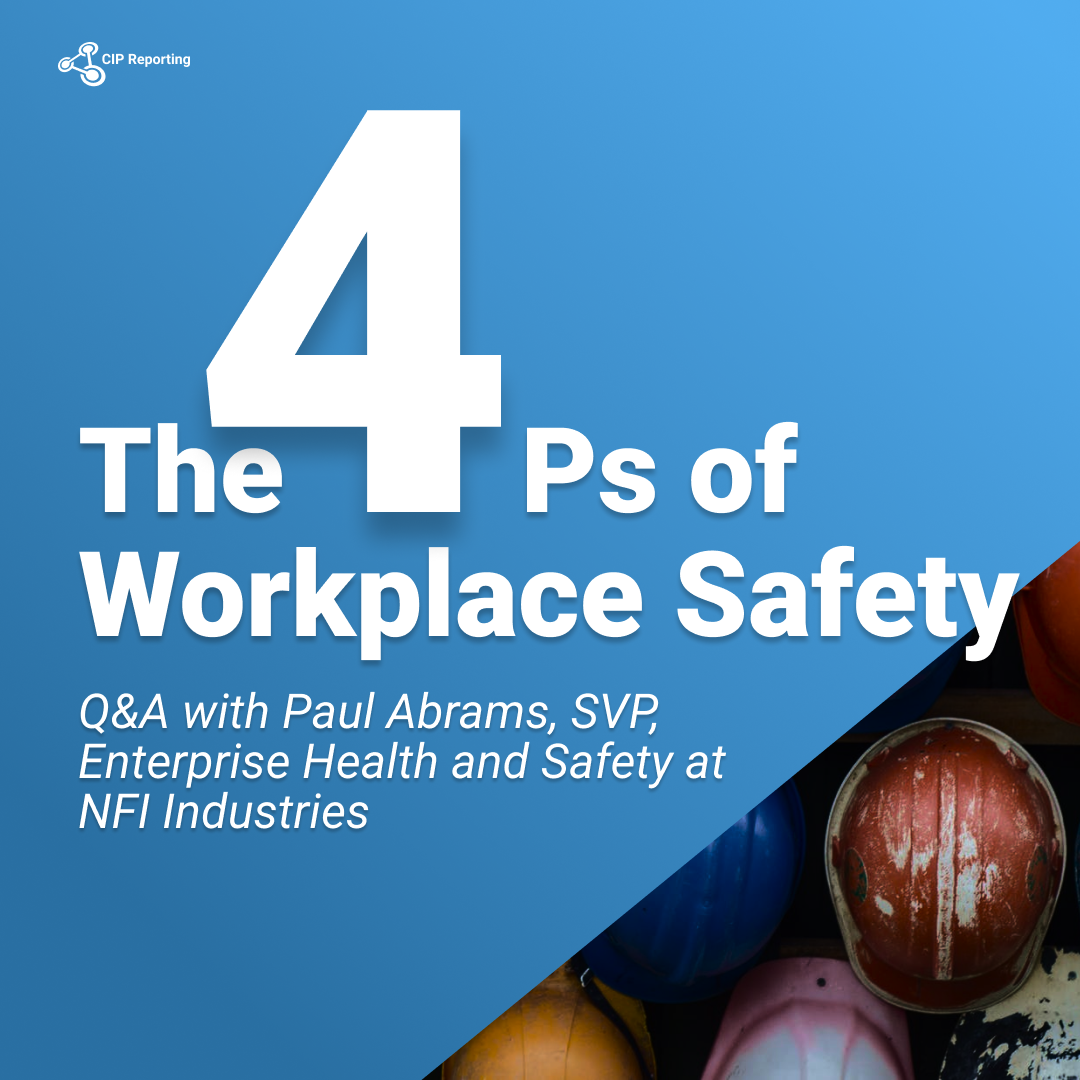 CIP Reporting
The 4 Ps of
Workplace Safety
Q&A with Paul Abrams, SVP,
Enterprise Health and Safety at
NFI Industries